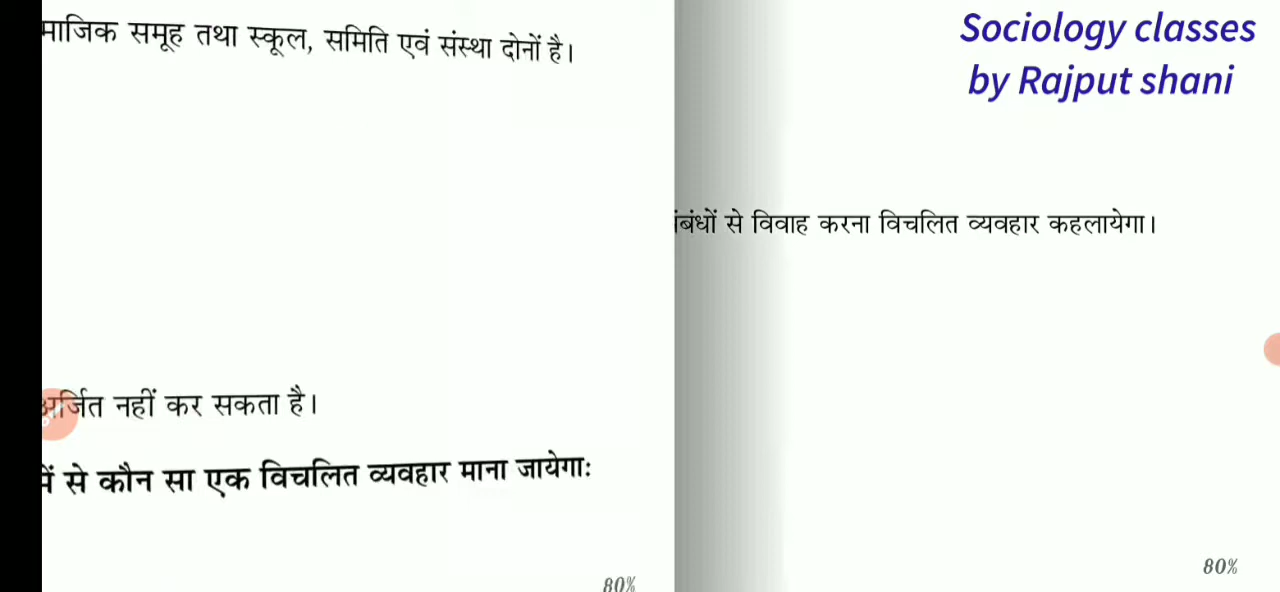 माजिक समूह तथा स्कूल, समिति एवं संस्था दोनों है।
अर्जित नहीं कर सकता है।
में से कौन सा एक विचलित व्यवहार माना जायेगाः
80%
Sociology classes
by Rajput shani
ंबंधों से विवाह करना विचलित व्यवहार कहलायेगा।
80%